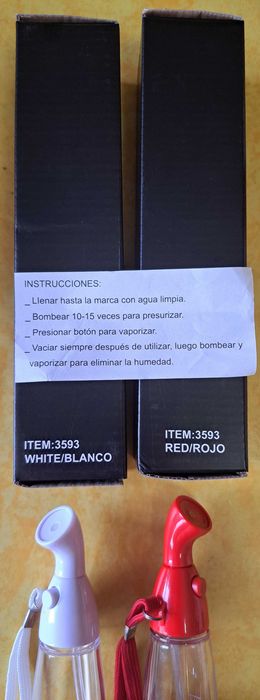 INSTRUCCIONES:
_ Llenar hasta la marca con agua limpia.
_ Bombear 10-15 veces para presurizar.
_ Presionar botón para vaporizar.
_ Vaciar siempre después de utilizar, luego bombear y
vaporizar para eliminar la humedad.
ITEM:3593
WHITE/BLANCO
ITEM:3593
RED/ROJO